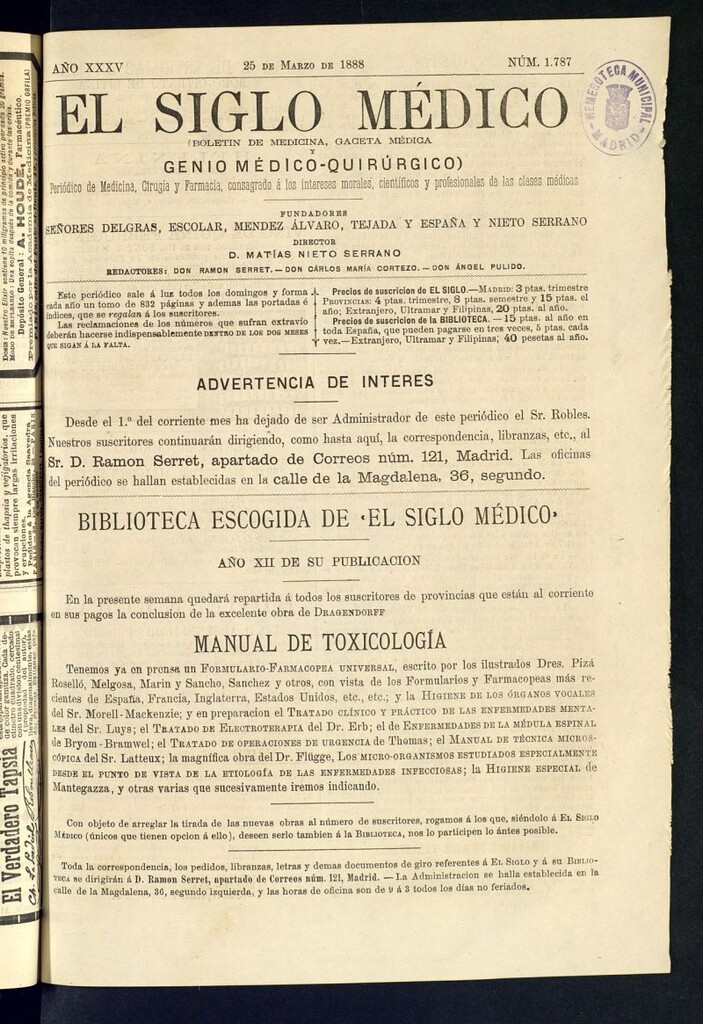 AÑO XXXV 25 DE MARZO DE 1888 NÚM. 1.787
HEMEROTECA MUNICIPAL
MADRID
EL SIGLO MÉDICO
(BOLETIN DE MEDICINA, GACETA MÉDICA
Y
GENIO MÉDICO-QUIRÚRGICO)
Periódico de Medicina, Cirugía y Farmacia, consagrado á los intereses morales, científicos y profesionales de las clases médicas
FUNDADORES
SEÑORES DELGRAS, ESCOLAR, MENDEZ ÁLVARO, TEJADA Y ESPAÑA Y NIETO SERRANO
DIRECTOR
D. MATÍAS NIETO SERRANO
REDACTORES: DON RAMON SERRET.—DON CÁRLOS MARÍA CORTEZO.—DON ÁNGEL PULIDO.
Este periódico sale á luz todos los domingos y forma
cada año un tomo de 832 páginas y ademas las portadas é
índices, que se regalan á los suscritores.
Las reclamaciones de los números que sufran extravío
deberán hacerse indispensablemente DENTRO DE LOS DOS MESES
QUE SIGAN Á LA FALTA.
Precios de suscricion de EL SIGLO.—MADRID: 3 ptas. trimestre
PROVINCIAS: 4 ptas. trimestre, 8 ptas. semestre y 15 ptas. el
año; Extranjero, Ultramar y Filipinas, 20 ptas. al año.
Precios de suscricion de la BIBLIOTECA.—15 ptas. al año en
toda España, que pueden pagarse en tres veces, 5 ptas. cada
vez.—Extranjero, Ultramar y Filipinas; 40 pesetas al año.
ADVERTENCIA DE INTERES
Desde el 1.º del corriente mes ha dejado de ser Administrador de este periódico el Sr. Robles.
Nuestros suscritores continuarán dirigiendo, como hasta aquí, la correspondencia, libranzas, etc., al
Sr. D. Ramon Serret, apartado de Correos núm. 121, Madrid. Las oficinas
del periódico se hallan establecidas en la calle de la Magdalena, 36, segundo.
BIBLIOTECA ESCOGIDA DE «EL SIGLO MÉDICO»
AÑO XII DE SU PUBLICACION
En la presente semana quedará repartida á todos los suscritores de provincias que están al corriente
en sus pagos la conclusion de la excelente obra de DRAGENDORFF
MANUAL DE TOXICOLOGÍA
Tenemos ya en prensa un FORMULARIO-FARMACOPEA UNIVERSAL, escrito por los ilustrados Dres. Pizá
Roselló, Melgosa, Marin y Sancho, Sanchez y otros, con vista de los Formularios y Farmacopeas más re-
cientes de España, Francia, Inglaterra, Estados Unidos, etc., etc.; y la HIGIENE DE LOS ÓRGANOS VOCALES
del Sr. Morell-Mackenzie; y en preparacion el TRATADO CLÍNICO Y PRÁCTICO DE LAS ENFERMEDADES MENTA-
LES del Sr. Luys; el TRATADO DE ELECTROTERAPIA del Dr. Erb; el de ENFERMEDADES DE LA MÉDULA ESPINAL
de Bryom-Bramwel; el TRATADO DE OPERACIONES DE URGENCIA de Thomas; el MANUAL DE TÉCNICA MICROS-
CÓPICA del Sr. Latteux; la magnífica obra del Dr. Flügge, LOS MICRO-ORGANISMOS ESTUDIADOS ESPECIALMENTE
DESDE EL PUNTO DE VISTA DE LA ETIOLOGÍA DE LAS ENFERMEDADES INFECCIOSAS; la HIGIENE ESPECIAL de
Mantegazza, y otras varias que sucesivamente iremos indicando.
Con objeto de arreglar la tirada de las nuevas obras al número de suscritores, rogamos á los que, siéndolo á EL SIGLO
MÉDICO (únicos que tienen opcion á ello), deseen serlo tambien á la BIBLIOTECA, nos lo participen lo ántes posible.
Toda la correspondencia, los pedidos, libranzas, letras y demas documentos de giro referentes á EL SIGLO y á su BIBLIO-
TECA se dirigirán á D. Ramon Serret, apartado de Correos núm. 121, Madrid.—La Administracion se halla establecida en la
calle de la Magdalena, 36, segundo izquierda, y las horas de oficina son de 9 á 3 todos los días no feriados.
Depósito General: A. HOUDÉ, Farmacéutico.
plastos de thapsia y vejigatorios, que
provocan siempre largas irritaciones
y erupciones.
El Verdadero Tapsia